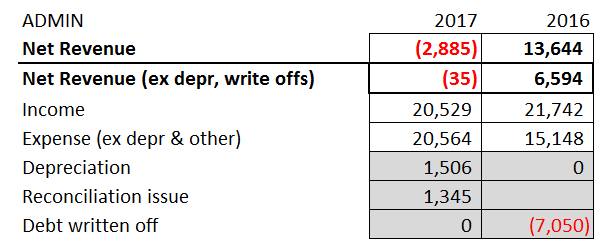 ADMIN 2017 2016
Net Revenue (2,885) 13,644
Net Revenue (ex depr, write offs) (35) 6,594
Income 20,529 21,742
Expense (ex depr & other) 20,564 15,148
Depreciation 1,506 0
Reconciliation issue 1,345
Debt written off 0 (7,050)